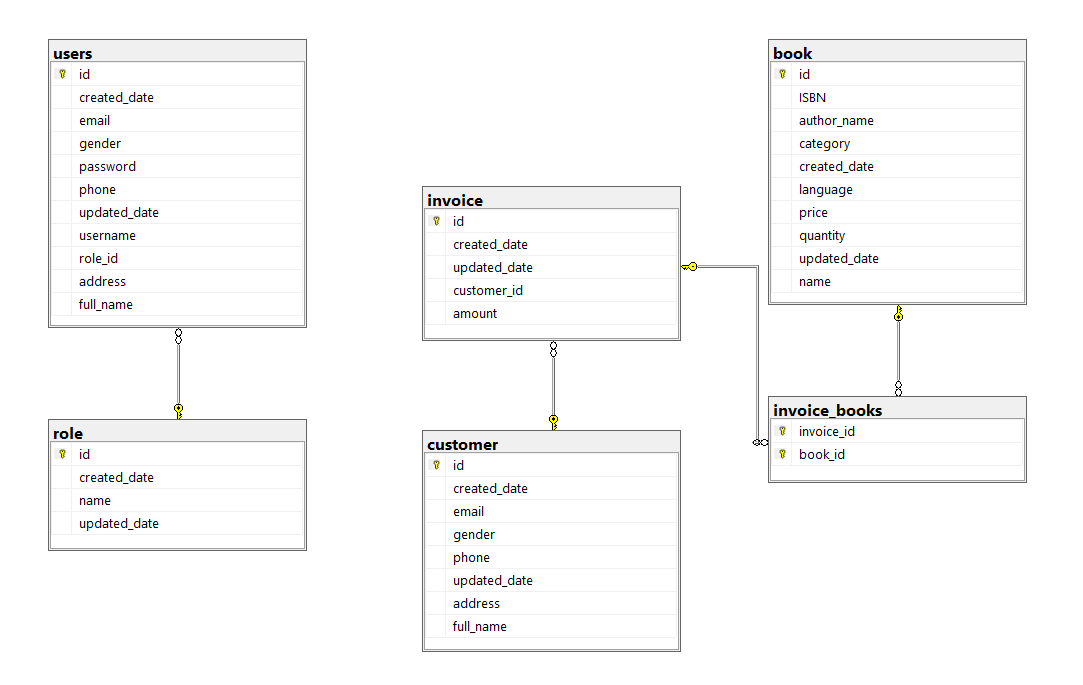 users
id
created_date
email
gender
password
phone
updated_date
username
role_id
address
full_name
role
id
created_date
name
updated_date
invoice
id
created_date
updated_date
customer_id
amount
customer
id
created_date
email
gender
phone
updated_date
address
full_name
book
id
ISBN
author_name
category
created_date
language
price
quantity
updated_date
name
invoice_books
invoice_id
book_id